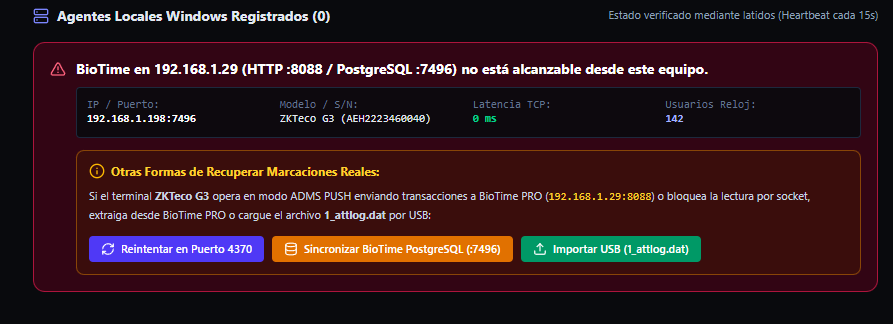 Agentes Locales Windows Registrados (0)
Estado verificado mediante latidos (Heartbeat cada 15s)
BioTime en 192.168.1.29 (HTTP :8088 / PostgreSQL :7496) no está alcanzable desde este equipo.
IP / Puerto:
192.168.1.198:7496
Modelo / S/N:
ZKTeco G3 (AEH2223460040)
Latencia TCP:
0 ms
Usuarios Reloj:
142
Otras Formas de Recuperar Marcaciones Reales:
Si el terminal ZKTeco G3 opera en modo ADMS PUSH enviando transacciones a BioTime PRO (192.168.1.29:8088) o bloquea la lectura por socket,
extraiga desde BioTime PRO o cargue el archivo 1_attlog.dat por USB:
Reintentar en Puerto 4370
Sincronizar BioTime PostgreSQL (:7496)
Importar USB (1_attlog.dat)